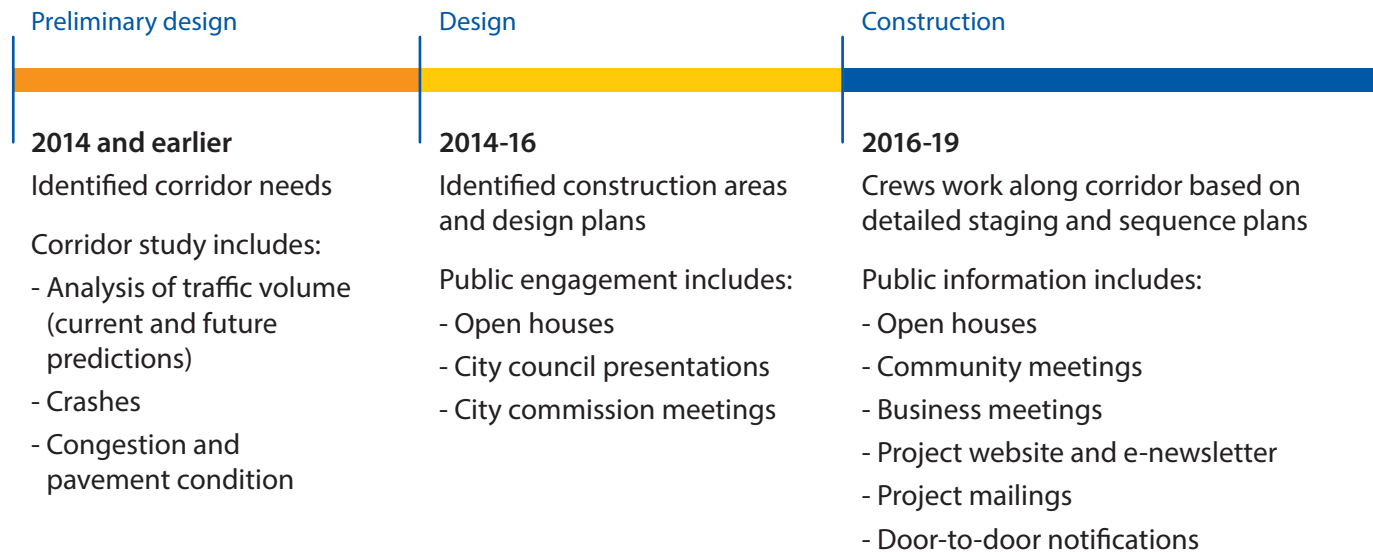 Preliminary design
2014 and earlier
Identified corridor needs
Corridor study includes:
- Analysis of traffic volume
(current and future
predictions)
- Crashes
- Congestion and
pavement condition
Design
2014-16
Identified construction areas
and design plans
Public engagement includes:
- Open houses
- City council presentations
- City commission meetings
Construction
2016-19
Crews work along corridor based on
detailed staging and sequence plans
Public information includes:
- Open houses
- Community meetings
- Business meetings
- Project website and e-newsletter
- Project mailings
- Door-to-door notifications